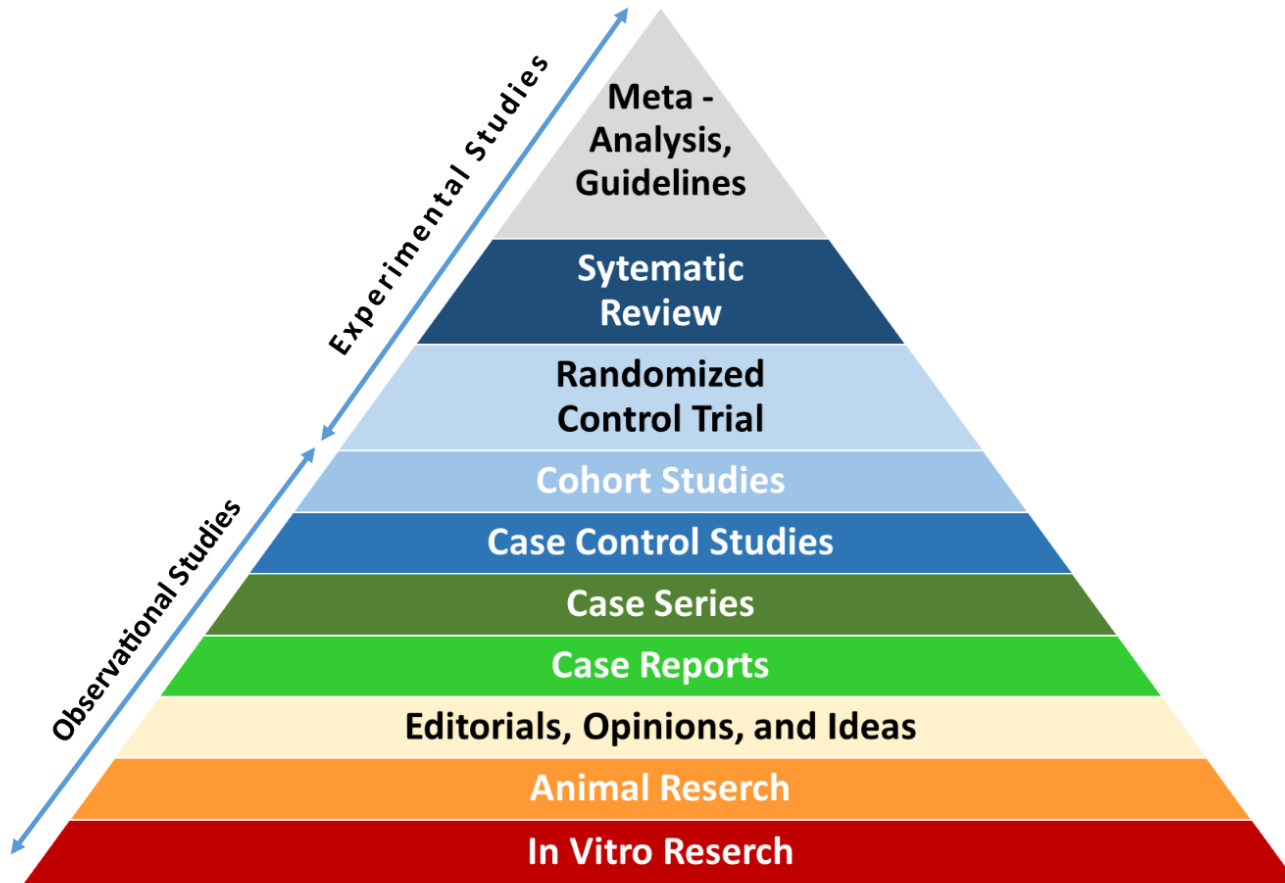 Experimental Studies
Observational Studies
Meta -
Analysis,
Guidelines
Sytematic
Review
Randomized
Control Trial
Cohort Studies
Case Control Studies
Case Series
Case Reports
Editorials, Opinions, and Ideas
Animal Reserch
In Vitro Reserch